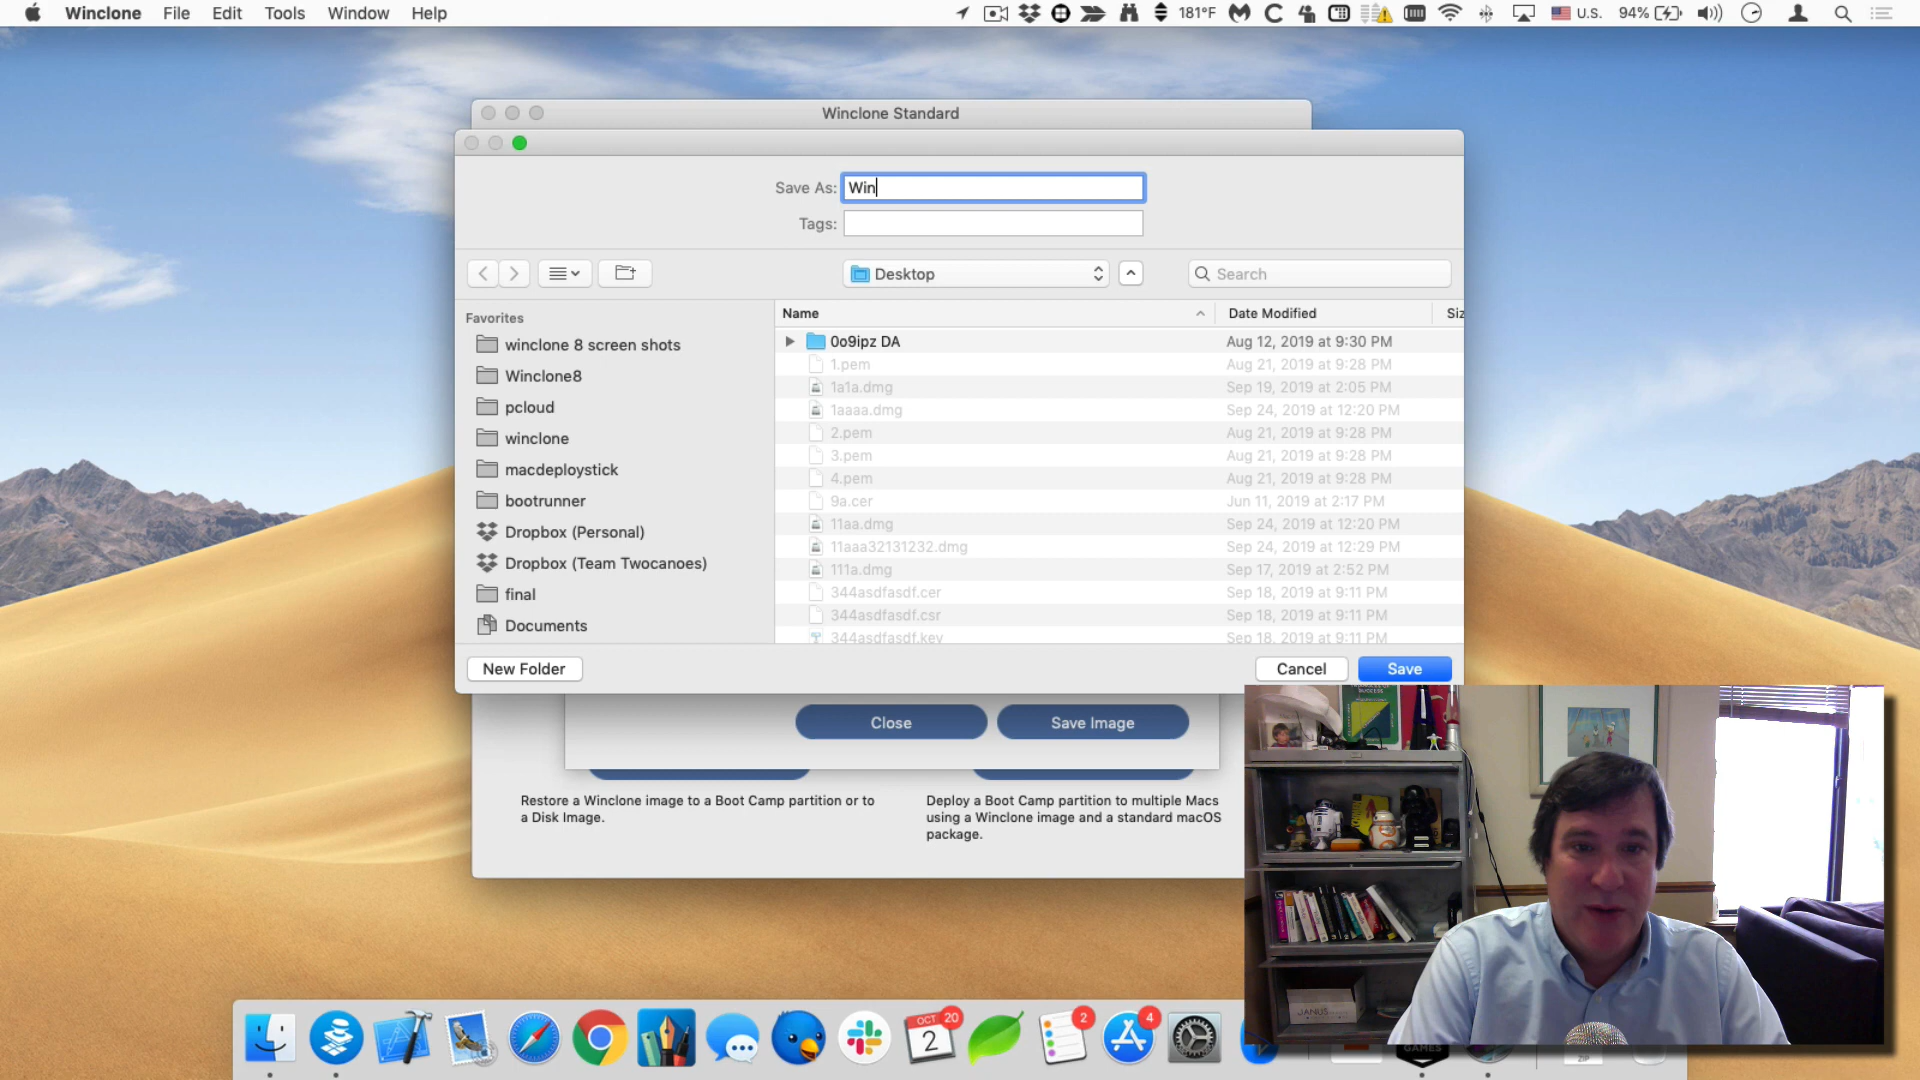 Winclone File Edit Tools Window Help 181°F U.S. 94%
Winclone Standard
Save As: Win
Tags:
Desktop
Search
Favorites
winclone 8 screen shots
Winclone8
pcloud
winclone
macdeploystick
bootrunner
Dropbox (Personal)
Dropbox (Team Twocanoes)
final
Documents
Name Date Modified Siz
0o9ipz DA Aug 12, 2019 at 9:30 PM
1.pem Aug 21, 2019 at 9:28 PM
1a1a.dmg Sep 19, 2019 at 2:05 PM
1aaaa.dmg Sep 24, 2019 at 12:20 PM
2.pem Aug 21, 2019 at 9:28 PM
3.pem Aug 21, 2019 at 9:28 PM
4.pem Aug 21, 2019 at 9:28 PM
9a.cer Jun 11, 2019 at 2:17 PM
11aa.dmg Sep 24, 2019 at 12:20 PM
11aaa32131232.dmg Sep 24, 2019 at 12:29 PM
111a.dmg Sep 17, 2019 at 2:52 PM
344asdfasdf.cer Sep 18, 2019 at 9:11 PM
344asdfasdf.csr Sep 18, 2019 at 9:11 PM
344asdfasdf.key Sep 18, 2019 at 9:11 PM
New Folder Cancel Save
Close Save Image
Restore a Winclone image to a Boot Camp partition or to
a Disk Image.
Deploy a Boot Camp partition to multiple Macs
using a Winclone image and a standard macOS
package.
SUCCESS
JANUS
OCT 20
2
2
4
GAMES
ZIP